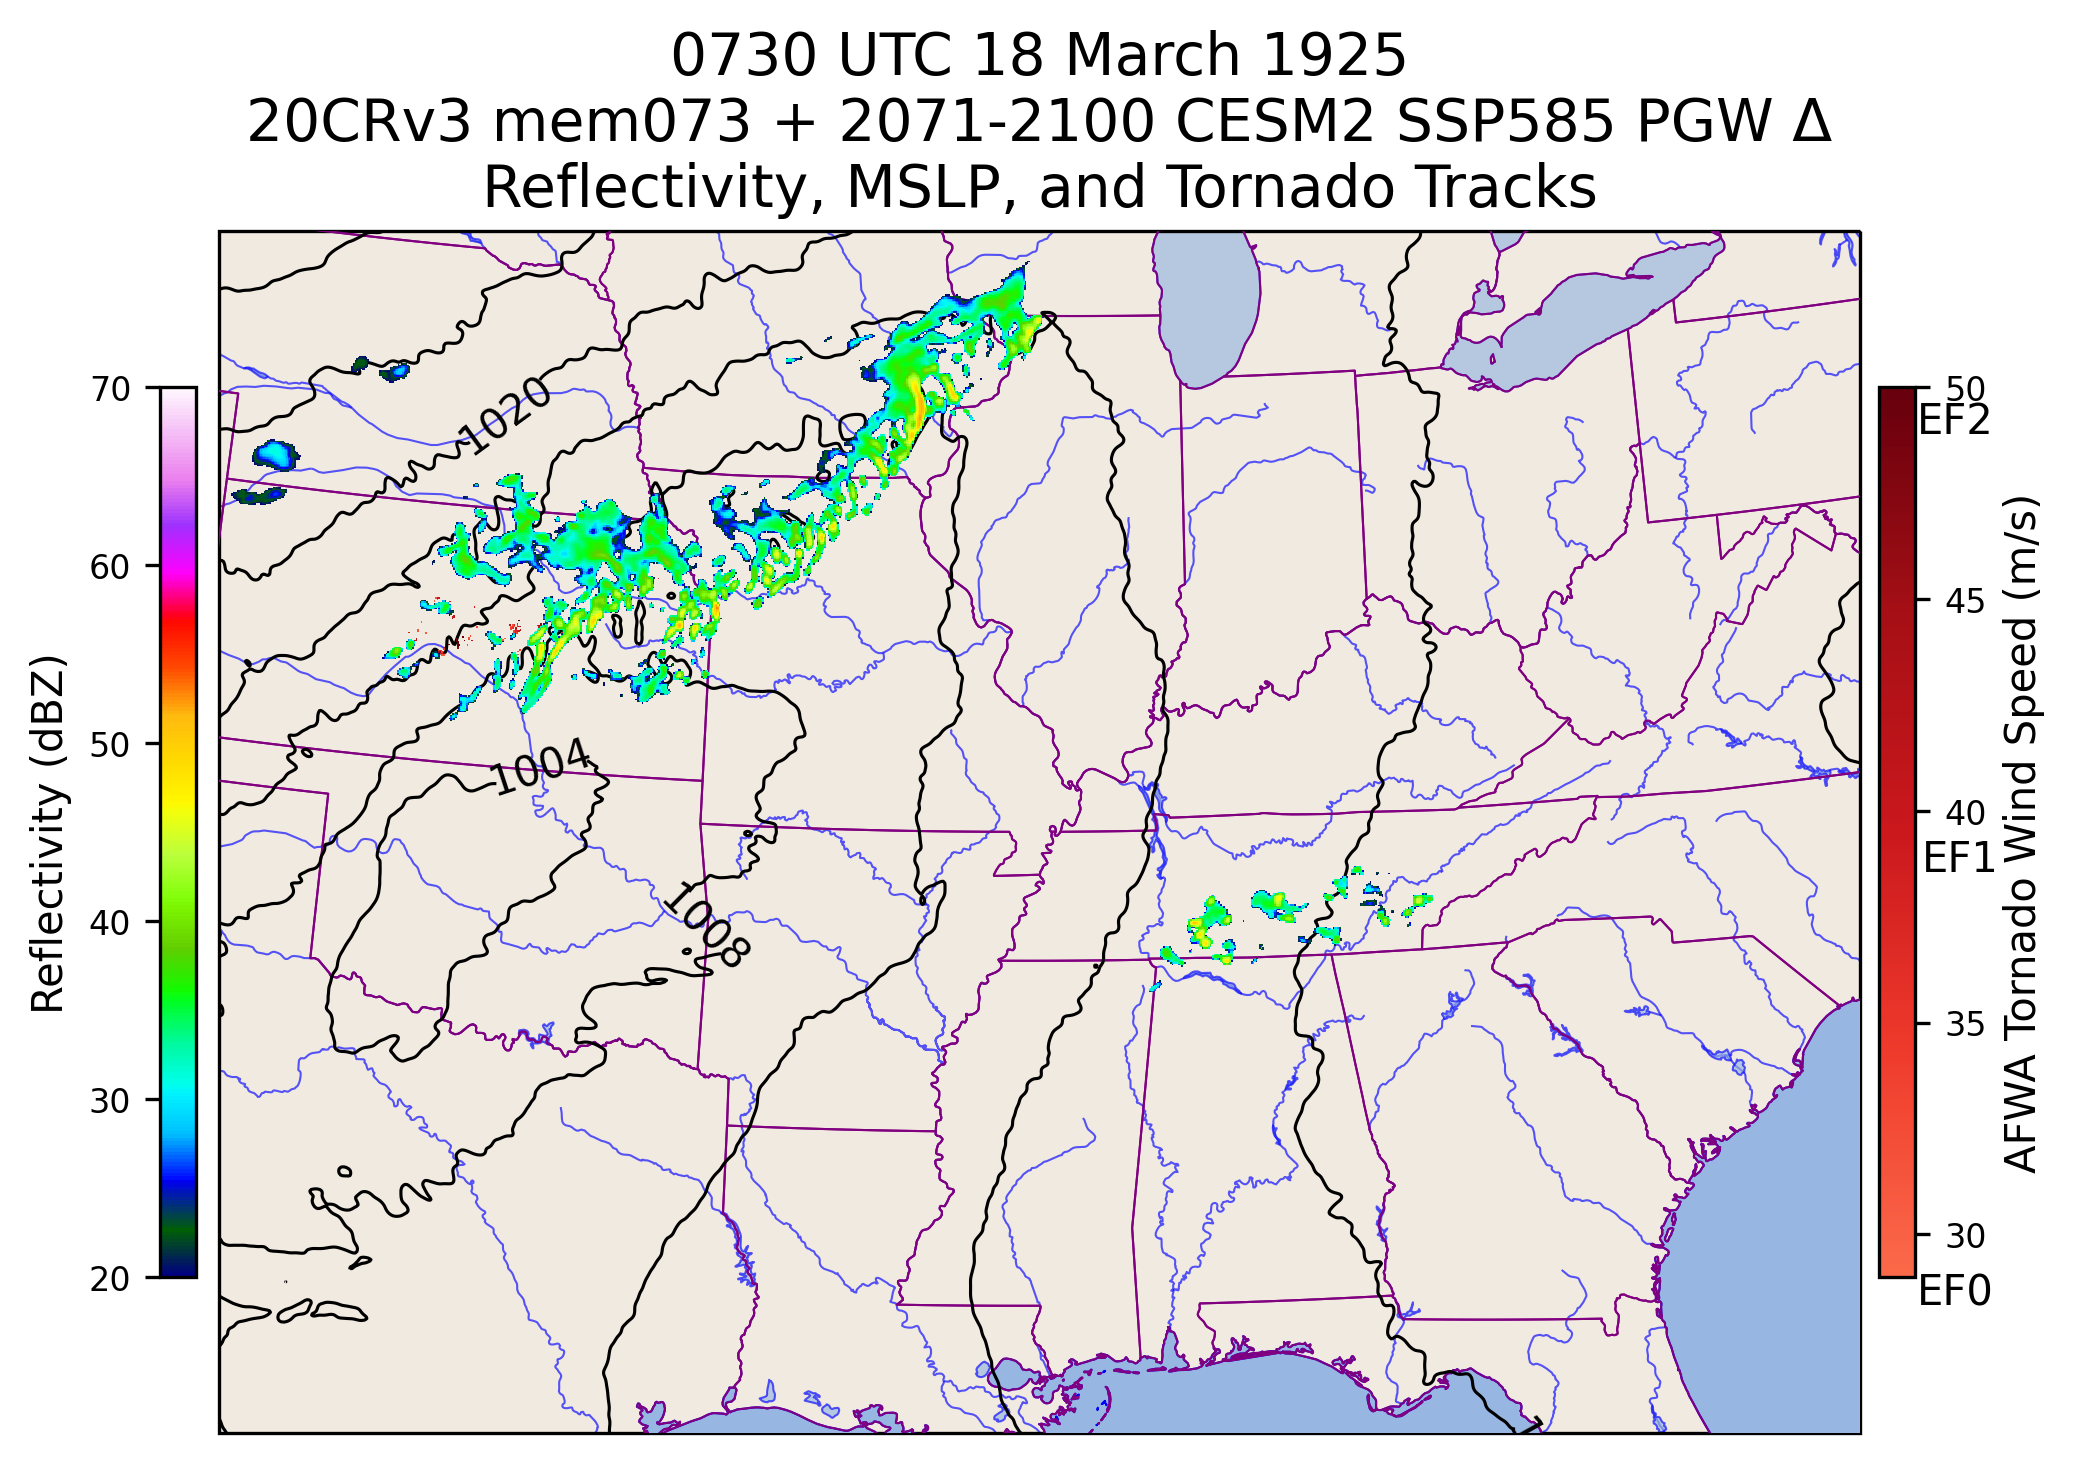 0730 UTC 18 March 1925
20CRv3 mem073 + 2071-2100 CESM2 SSP585 PGW Δ
Reflectivity, MSLP, and Tornado Tracks
70
60
50
40
30
20
Reflectivity (dBZ)
1020
1004
1008
50
EF2
45
40
EF1
35
30
EF0
AFWA Tornado Wind Speed (m/s)